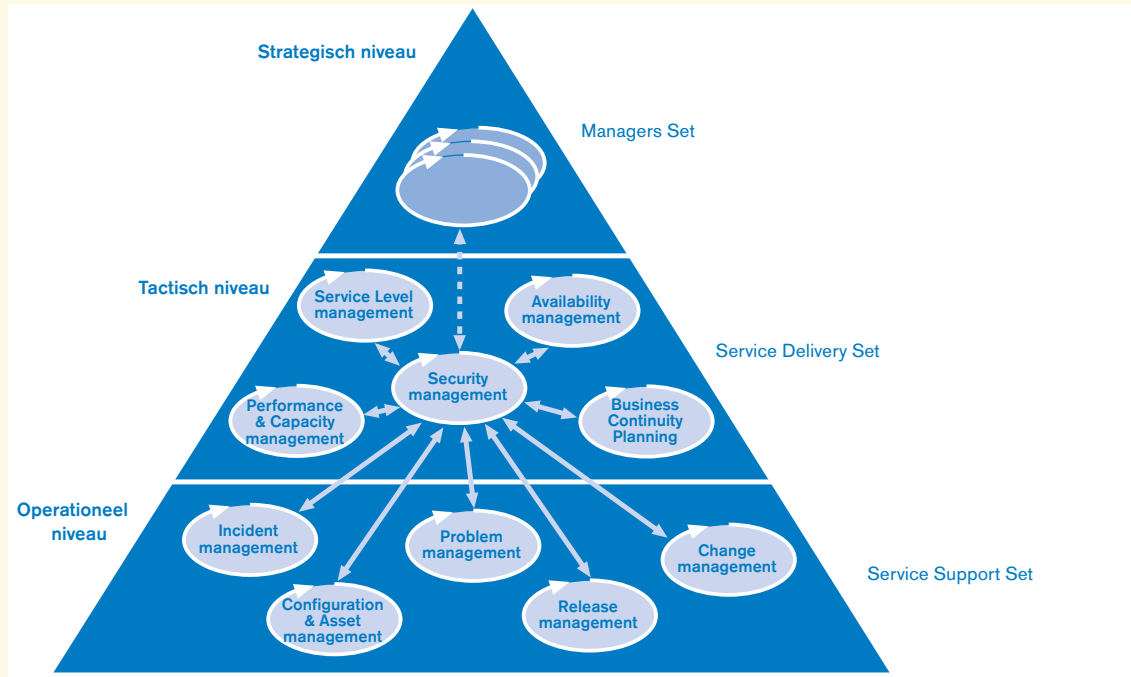 Strategisch niveau
Managers Set
Tactisch niveau
Service Level
management
Availability
management
Service Delivery Set
Security
management
Performance
& Capacity
management
Business
Continuity
Planning
Operationeel
niveau
Incident
management
Problem
management
Change
management
Service Support Set
Configuration
& Asset
management
Release
management